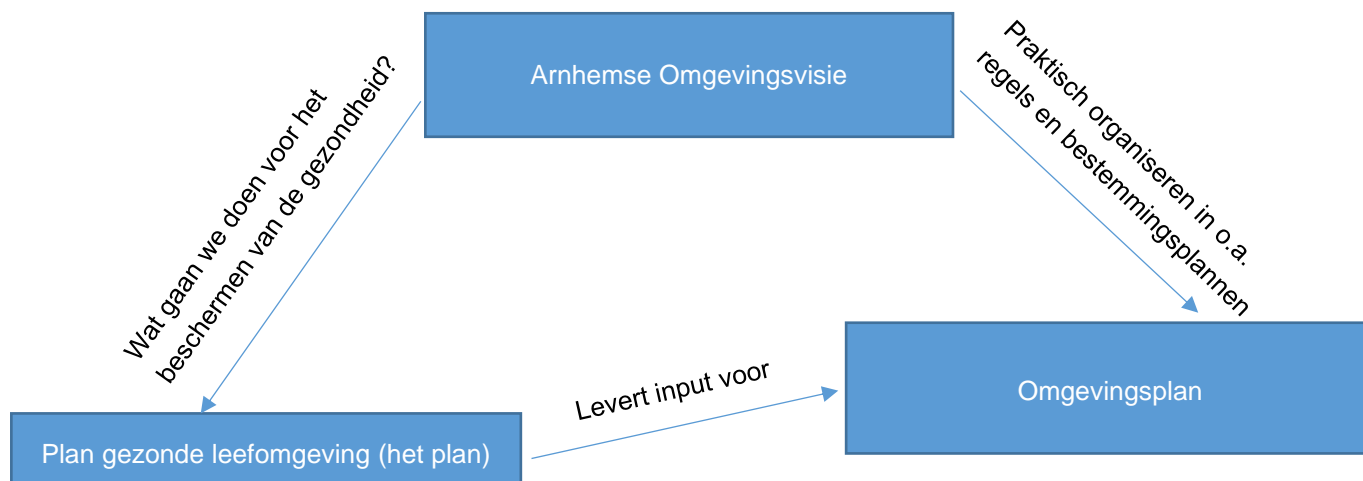 Arnhemse Omgevingsvisie
Wat gaan we doen voor het
beschermen van de gezondheid?
Praktisch organiseren in o.a.
regels en bestemmingsplannen
Levert input voor
Omgevingsplan
Plan gezonde leefomgeving (het plan)